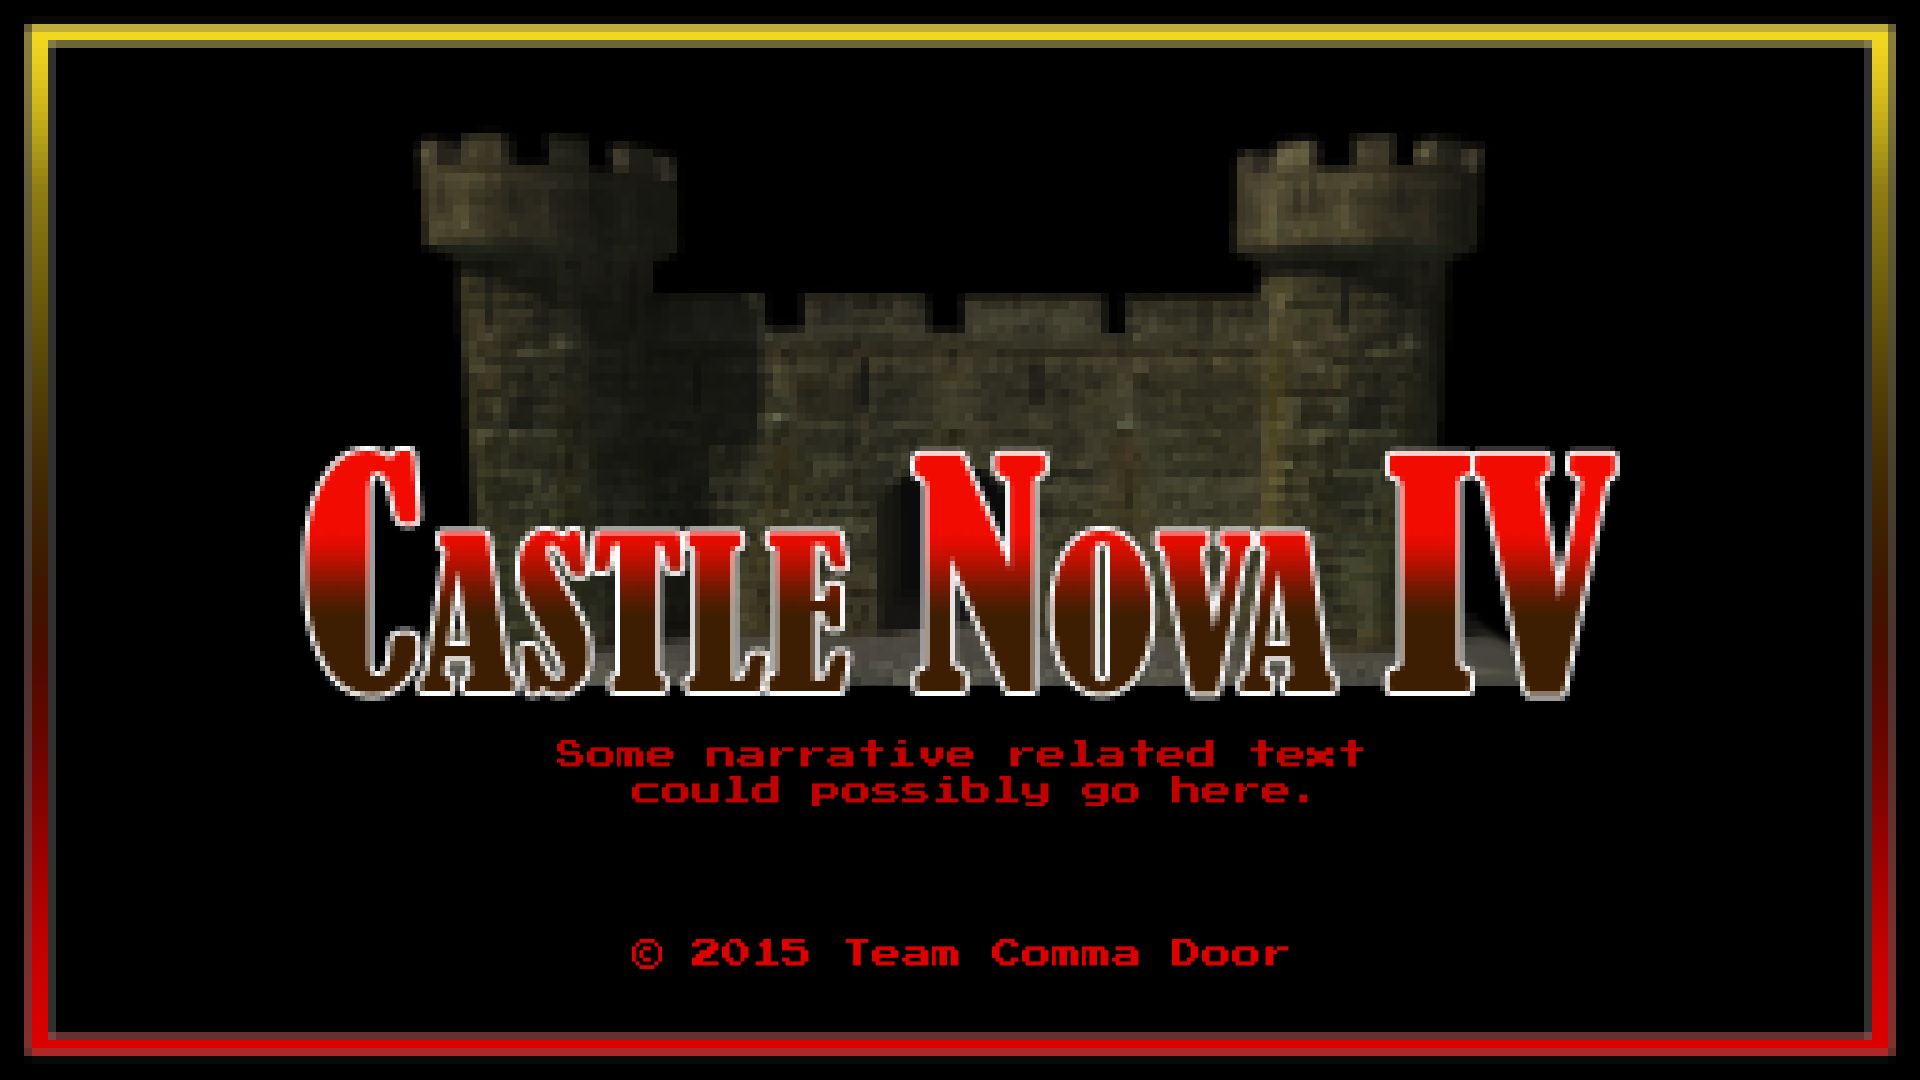 Castle Nova IV
Some narrative related text
could possibly go here.
© 2015 Team Comma Door